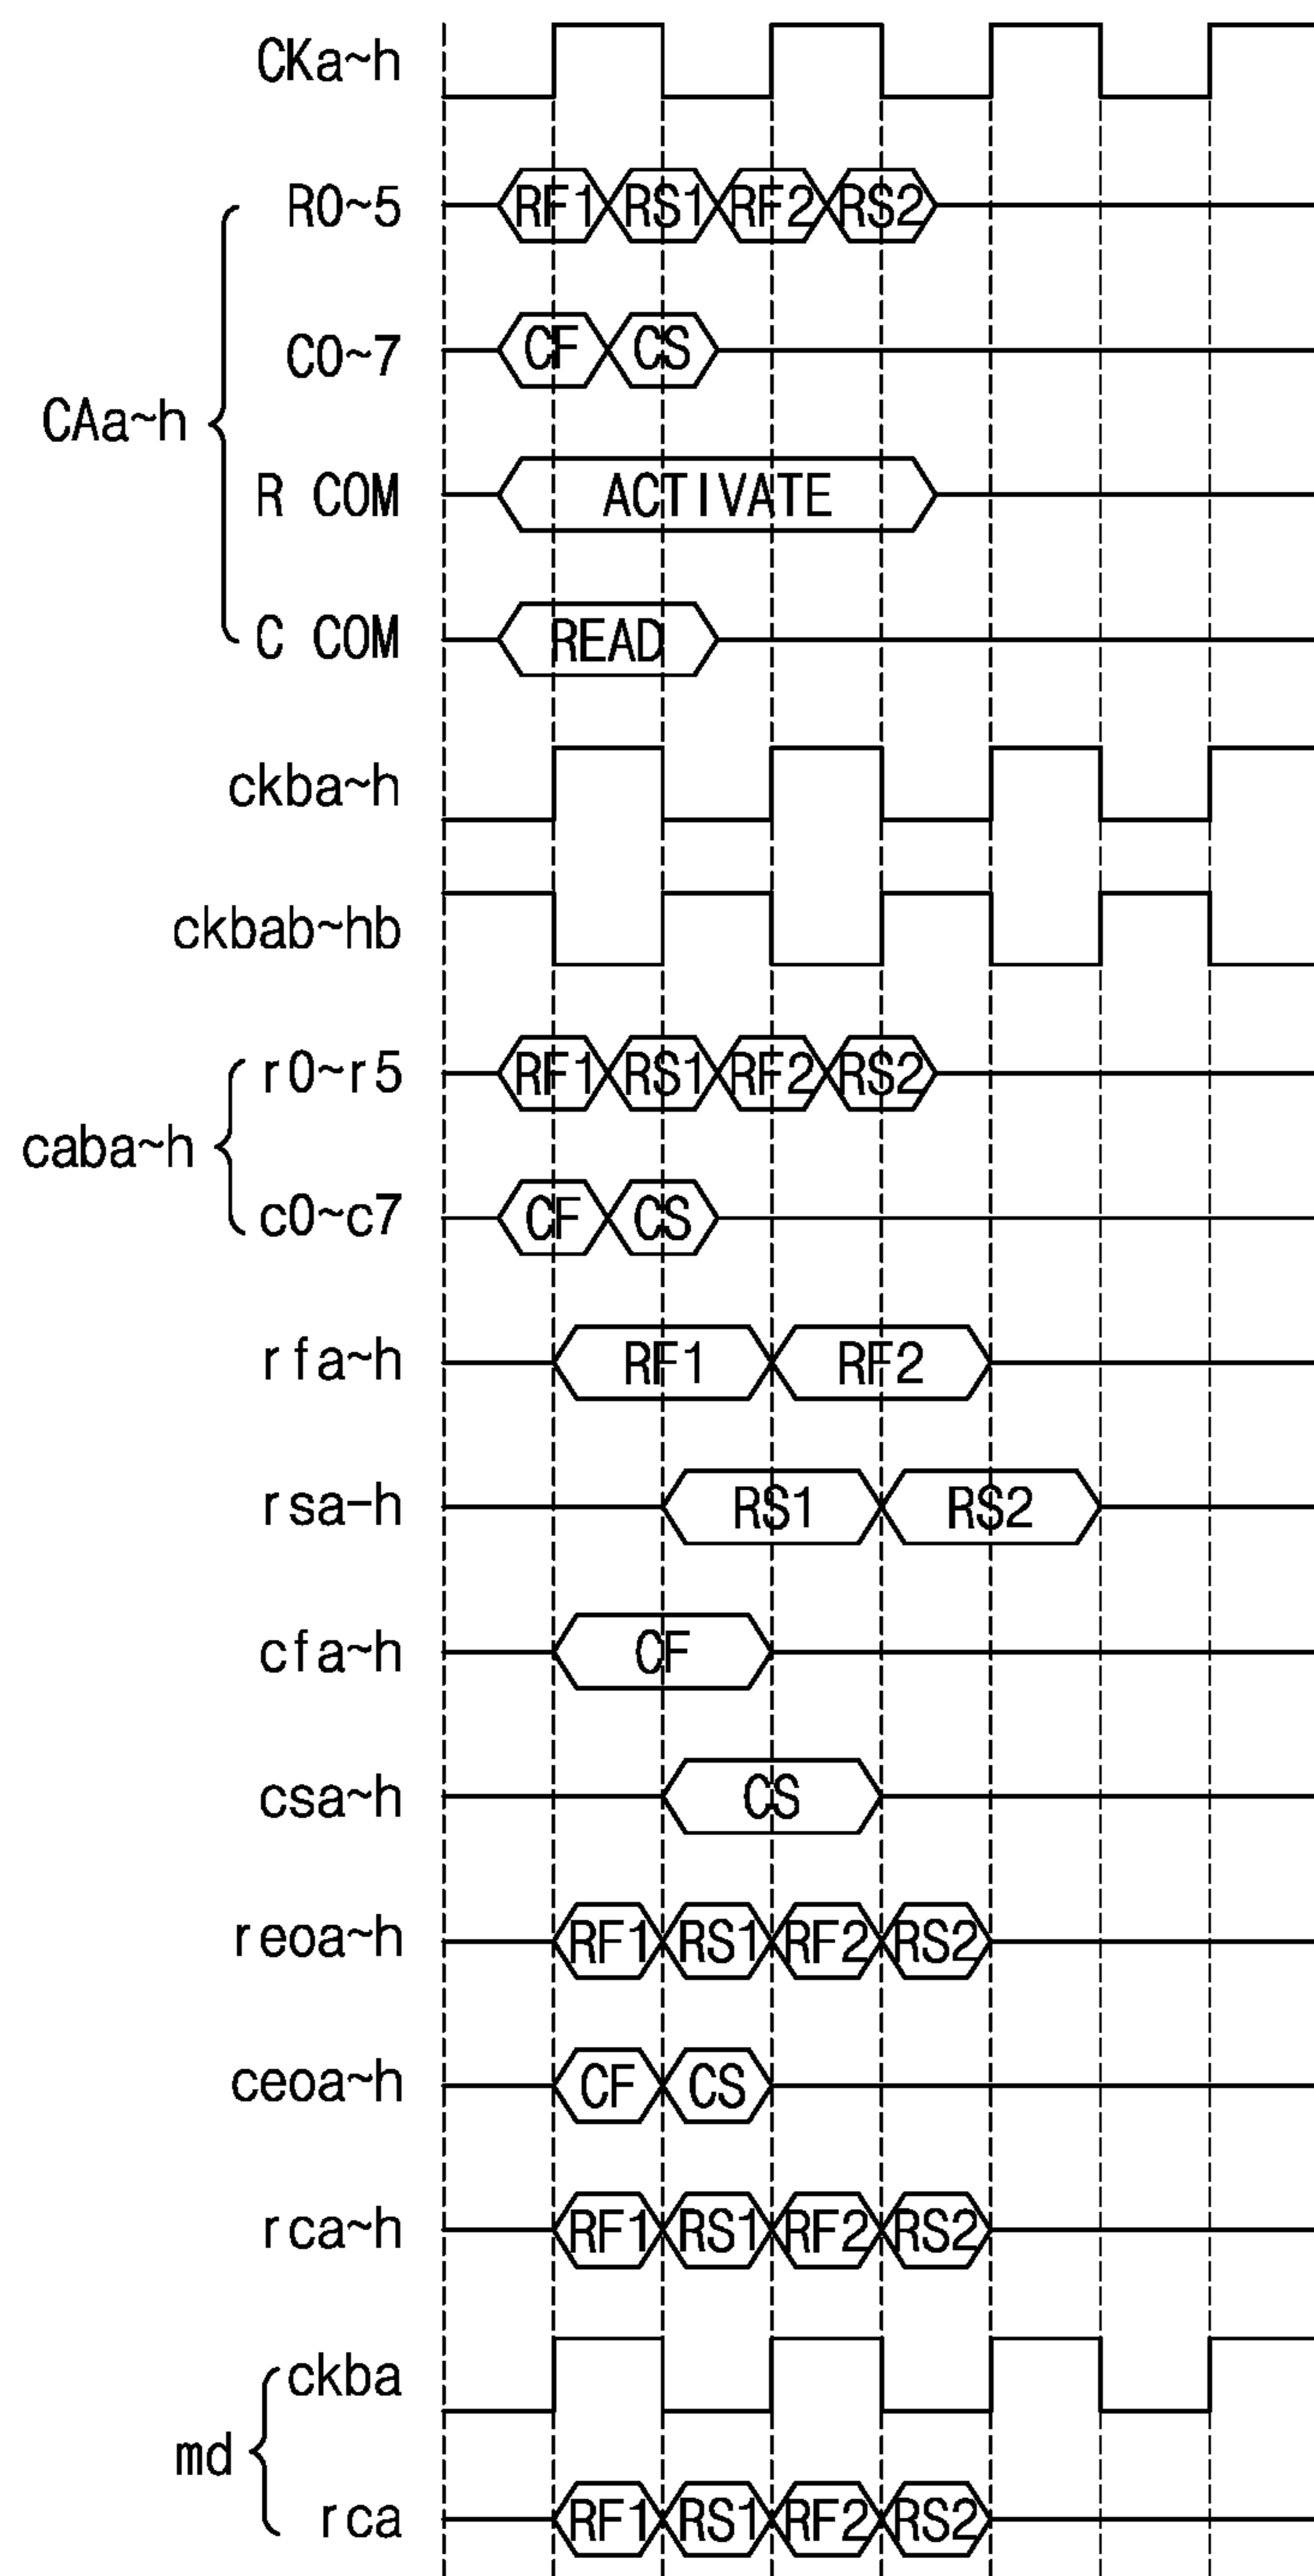 CKa~h
R0~5 RF1 RS1 RF2 RS2
C0~7 CF CS
CAa~h
R COM ACTIVATE
C COM READ
ckba~h
ckbab~hb
r0~r5 RF1 RS1 RF2 RS2
caba~h
c0~c7 CF CS
rfa~h RF1 RF2
rsa-h RS1 RS2
cfa~h CF
csa~h CS
reoa~h RF1 RS1 RF2 RS2
ceoa~h CF CS
rca~h RF1 RS1 RF2 RS2
ckba
md
rca RF1 RS1 RF2 RS2